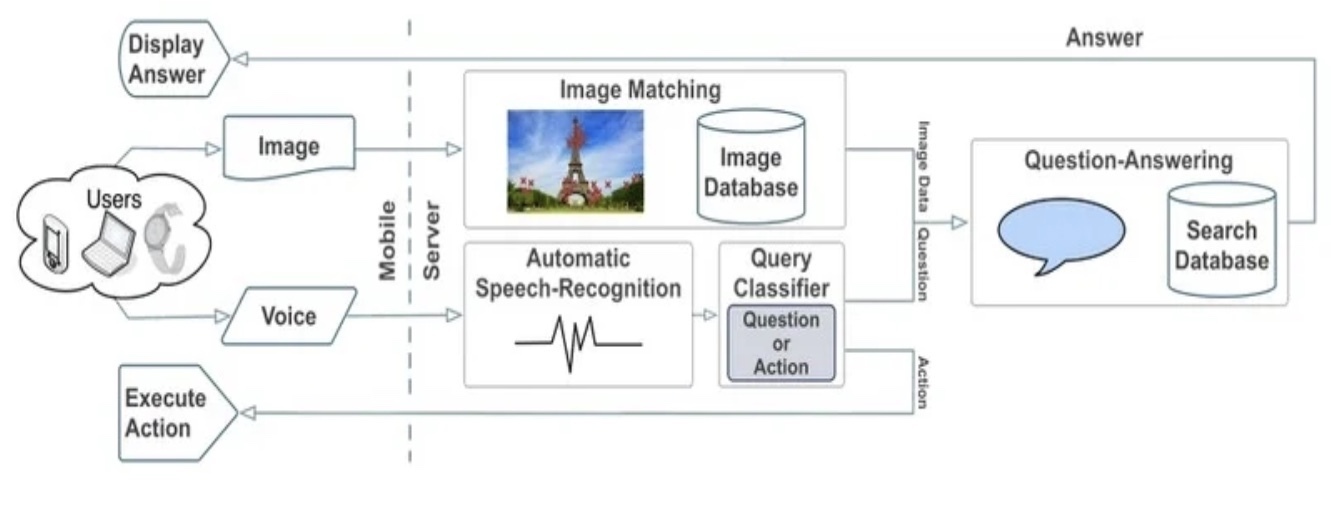 Display
Answer
Answer
Image Matching
Image
Image
Database
Image Data
Question-Answering
Search
Database
Users
Mobile
Server
Voice
Automatic
Speech-Recognition
Query
Classifier
Question
or
Action
Question
Action
Execute
Action